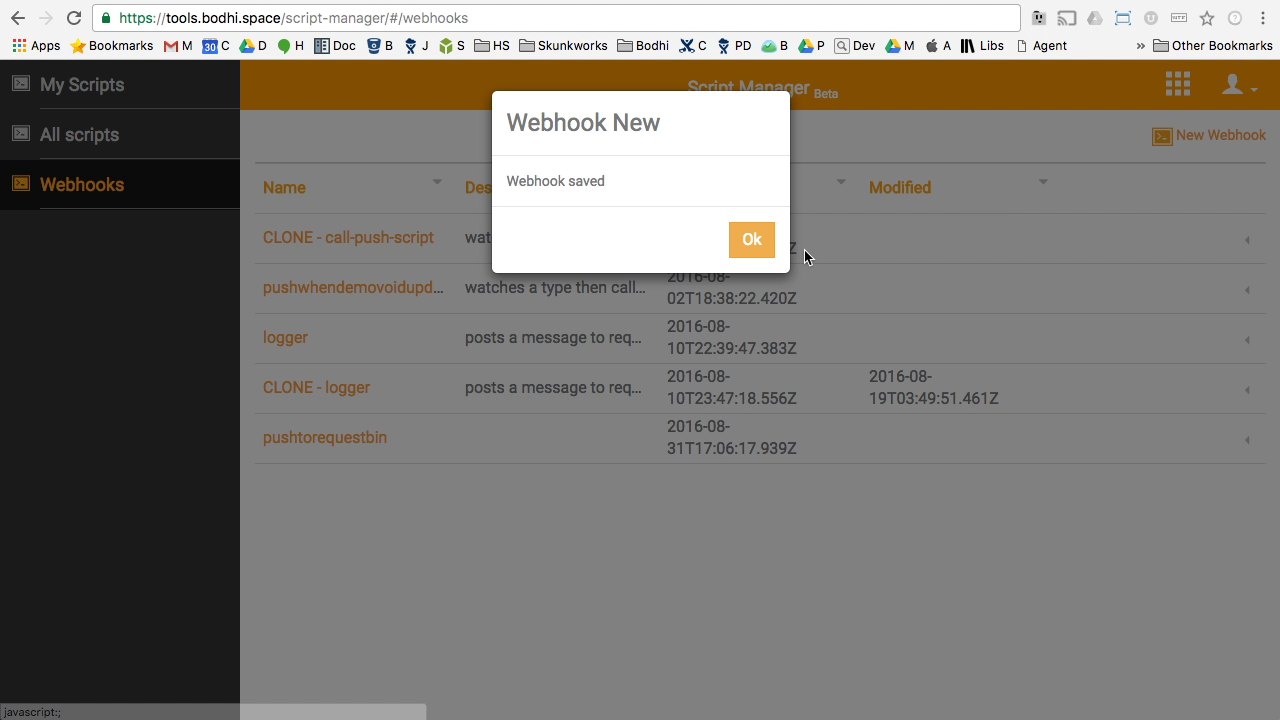 https://tools.bodhi.space/script-manager/#/webhooks
Apps Bookmarks M 30 C D H Doc B J S HS Skunkworks Bodhi C PD B P Dev M A Libs Agent » Other Bookmarks
My Scripts
All scripts
Webhooks
Script Manager Beta
New Webhook
Webhook New
Webhook saved
Ok
Name Des Modified
CLONE - call-push-script wat Z
pushwhendemovoidupd... watches a type then call... 2016-08-
02T18:38:22.420Z
logger posts a message to req... 2016-08-
10T22:39:47.383Z
CLONE - logger posts a message to req... 2016-08-
10T23:47:18.556Z
2016-08-
19T03:49:51.461Z
pushtorequestbin 2016-08-
31T17:06:17.939Z
javascript:;